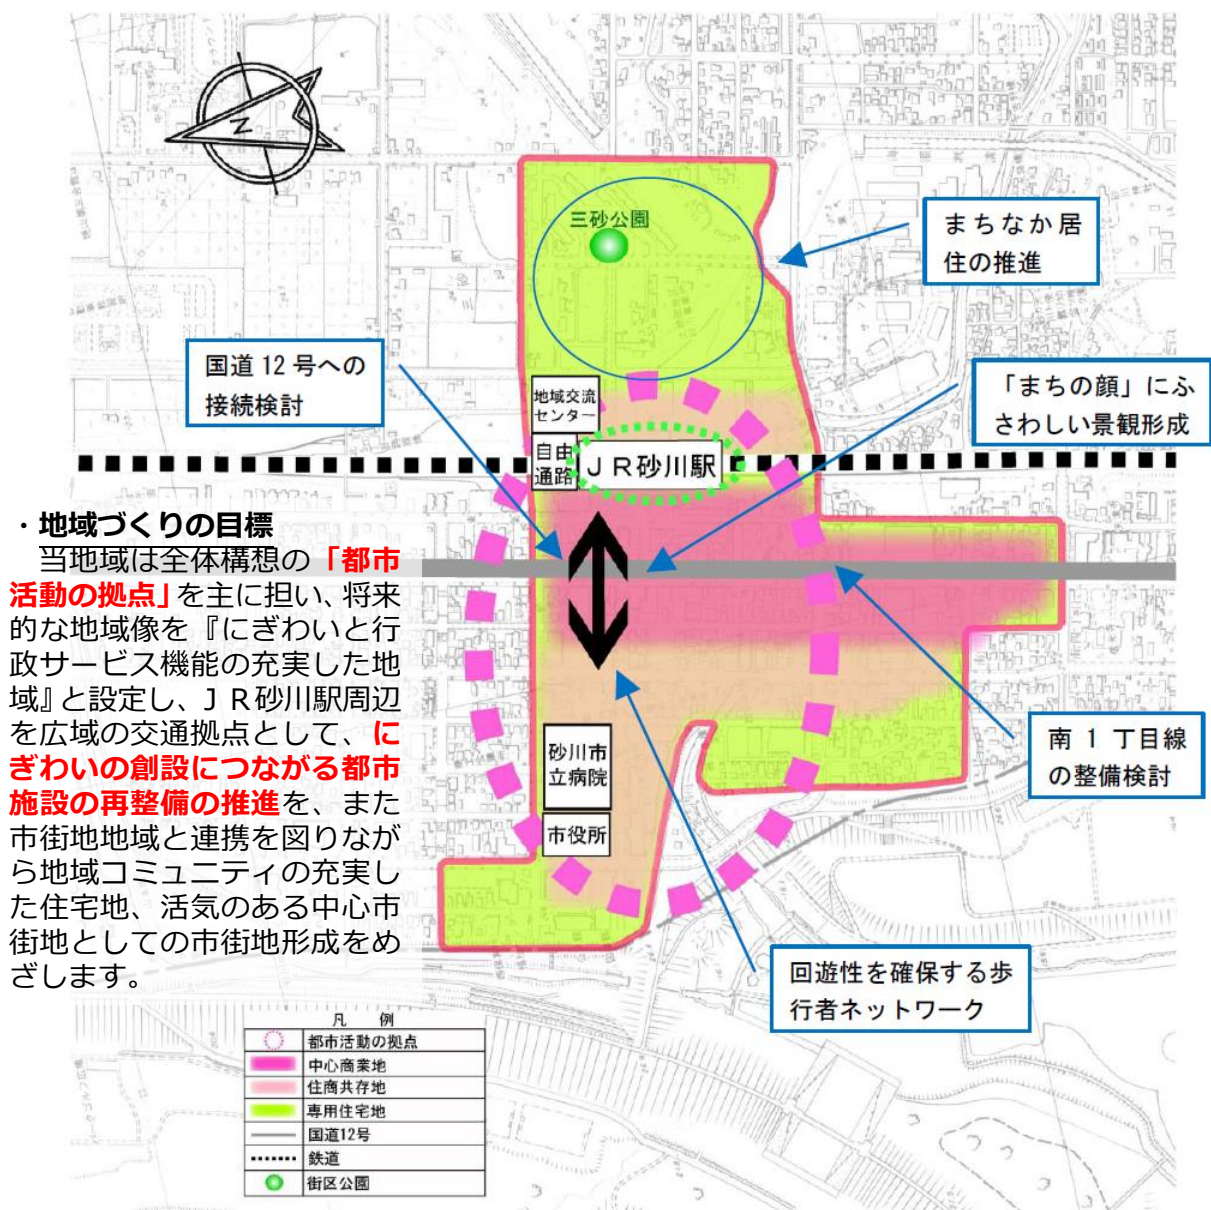 三砂公園
まちなか居
住の推進
国道 12 号への
接続検討
「まちの顔」にふ
さわしい景観形成
地域交流
センター
自由
通路
ＪＲ砂川駅
・地域づくりの目標
当地域は全体構想の「都市
活動の拠点」を主に担い、将来
的な地域像を『にぎわいと行
政サービス機能の充実した地
域』と設定し、ＪＲ砂川駅周辺
を広域の交通拠点として、に
ぎわいの創設につながる都市
施設の再整備の推進を、また
市街地地域と連携を図りなが
ら地域コミュニティの充実し
た住宅地、活気のある中心市
街地としての市街地形成をめ
ざします。
砂川市
立病院
市役所
南 1 丁目線
の整備検討
回遊性を確保する歩
行者ネットワーク
凡 例
都市活動の拠点
中心商業地
住商共存地
専用住宅地
国道12号
鉄道
街区公園
N